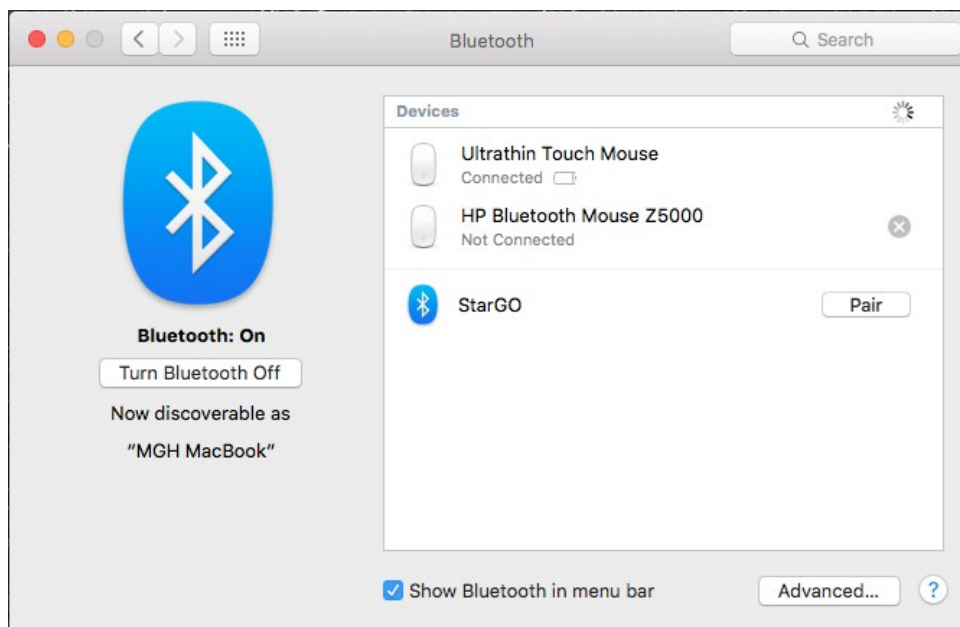 Bluetooth
Search
Bluetooth: On
Turn Bluetooth Off
Now discoverable as
“MGH MacBook”
Devices
Ultrathin Touch Mouse
Connected
HP Bluetooth Mouse Z5000
Not Connected
StarGO
Pair
Show Bluetooth in menu bar
Advanced...
?